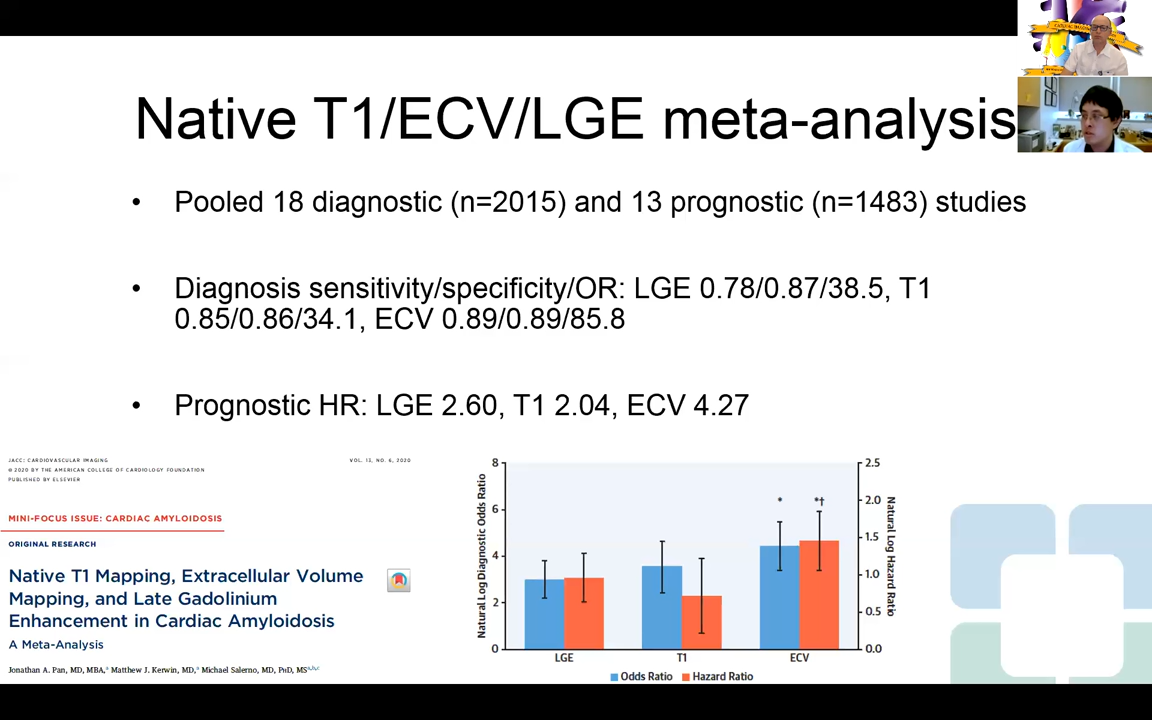 Native T1/ECV/LGE meta-analysis
• Pooled 18 diagnostic (n=2015) and 13 prognostic (n=1483) studies
• Diagnosis sensitivity/specificity/OR: LGE 0.78/0.87/38.5, T1
0.85/0.86/34.1, ECV 0.89/0.89/85.8
• Prognostic HR: LGE 2.60, T1 2.04, ECV 4.27
JACC: CARDIOVASCULAR IMAGING
VOL. 13, NO. 6, 2020
© 2020 BY THE AMERICAN COLLEGE OF CARDIOLOGY FOUNDATION
PUBLISHED BY ELSEVIER
MINI-FOCUS ISSUE: CARDIAC AMYLOIDOSIS
ORIGINAL RESEARCH
Native T1 Mapping, Extracellular Volume
Mapping, and Late Gadolinium
Enhancement in Cardiac Amyloidosis
A Meta-Analysis
Jonathan A. Pan, MD, MBA, Matthew J. Kerwin, MD, Michael Salerno, MD, PHD, MS
Natural Log Diagnostic Odds Ratio
8
6
4
2
0
* *†
2.5
2.0
1.5
1.0
0.5
0.0
Natural Log Hazard Ratio
LGE T1 ECV
Odds Ratio Hazard Ratio